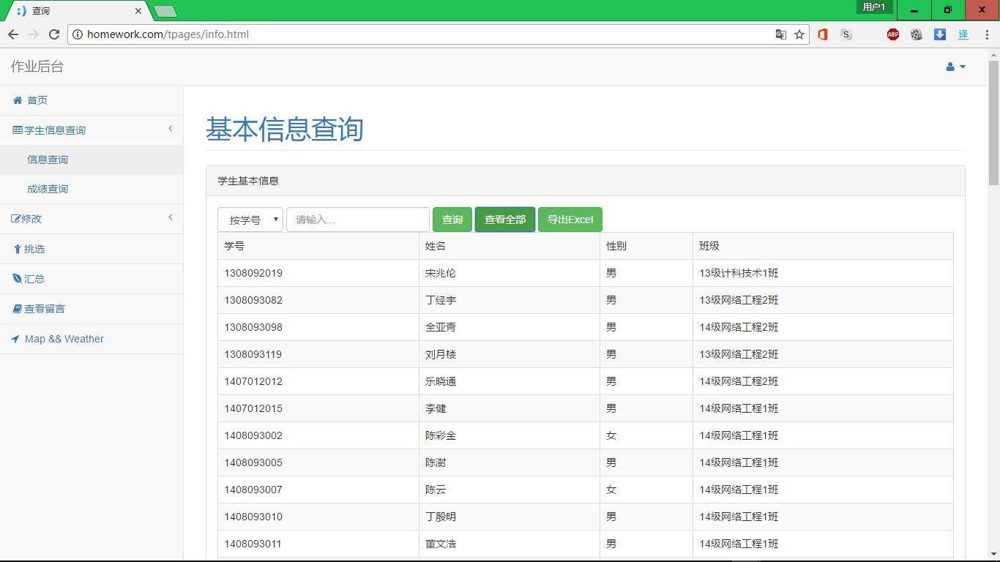 查询
用户1
homework.com/tpages/info.html
S
ABP
译
作业后台
首页
学生信息查询
信息查询
成绩查询
修改
挑选
汇总
查看留言
Map && Weather
基本信息查询
学生基本信息
按学号 请输入... 查询 查看全部 导出Excel
学号 姓名 性别 班级
1308092019 宋兆伦 男 13级计科技术1班
1308093082 丁经宇 男 13级网络工程2班
1308093098 全亚青 男 14级网络工程2班
1308093119 刘月楼 男 13级网络工程2班
1407012012 乐晓通 男 14级网络工程2班
1407012015 李健 男 14级网络工程1班
1408093002 陈彩金 女 14级网络工程1班
1408093005 陈澍 男 14级网络工程1班
1408093007 陈云 女 14级网络工程1班
1408093010 丁殷明 男 14级网络工程1班
1408093011 董文浩 男 14级网络工程1班